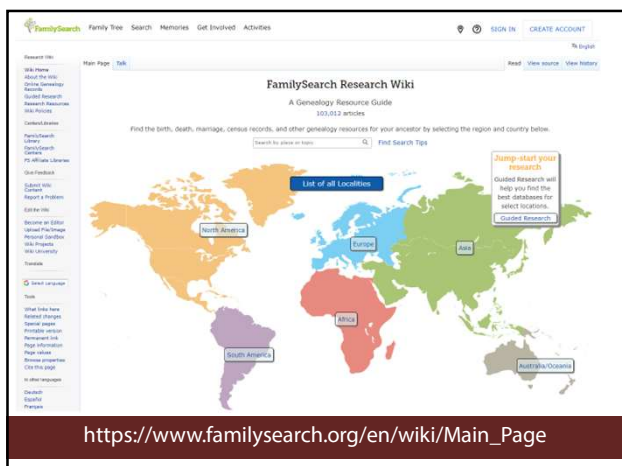 FamilySearch Family Tree Search Memories Get Involved Activities SIGN IN CREATE ACCOUNT
English
Research Wiki
Wiki Home
About the Wiki
Online Genealogy
Records
Guided Research
Research Resources
Wiki Policies
FamilySearch
Library
FamilySearch
Centers
FS Affiliate Libraries
Give Feedback
Submit Wiki
Content
Report a Problem
Edit the Wiki
Become an Editor
Upload File/Image
Personal Sandbox
Wiki Projects
Wiki University
Translate
Select Language
Tools
What links here
Related changes
Special pages
Printable version
Permanent link
Page information
Page values
Browse properties
Cite this page
In other languages
Deutsch
Español
Français
Main Page Talk Read View source View history
FamilySearch Research Wiki
A Genealogy Resource Guide
103,012 articles
Find the birth, death, marriage, census records, and other genealogy resources for your ancestor by selecting the region and country below.
Search by place or topic Find Search Tips
List of all Localities
Jump-start your
research
Guided Research will
help you find the
best databases for
select locations.
Guided Research
North America
Europe
Asia
Africa
South America
Australia/Oceania
https://www.familysearch.org/en/wiki/Main_Page